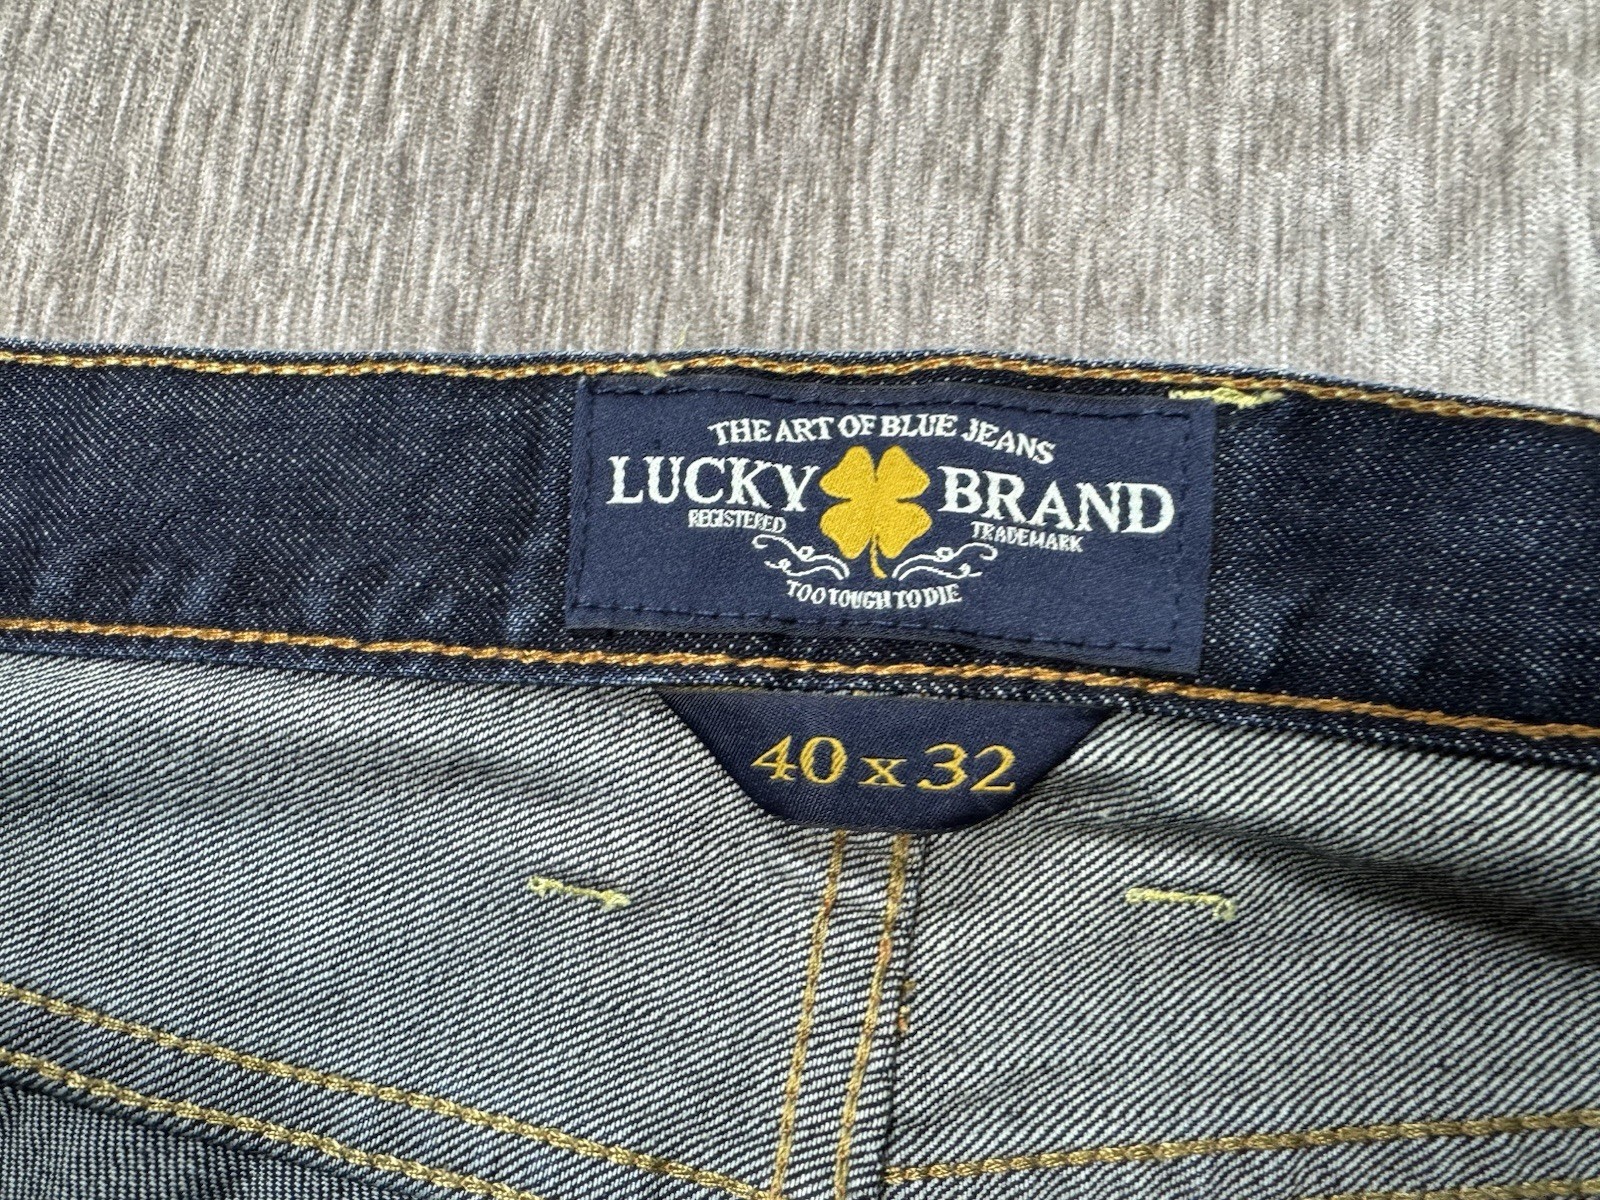 THE ART OF BLUE JEANS
LUCKY BRAND
REGISTERED TRADEMARK
TOO TOUGH TO DIE
40 x 32